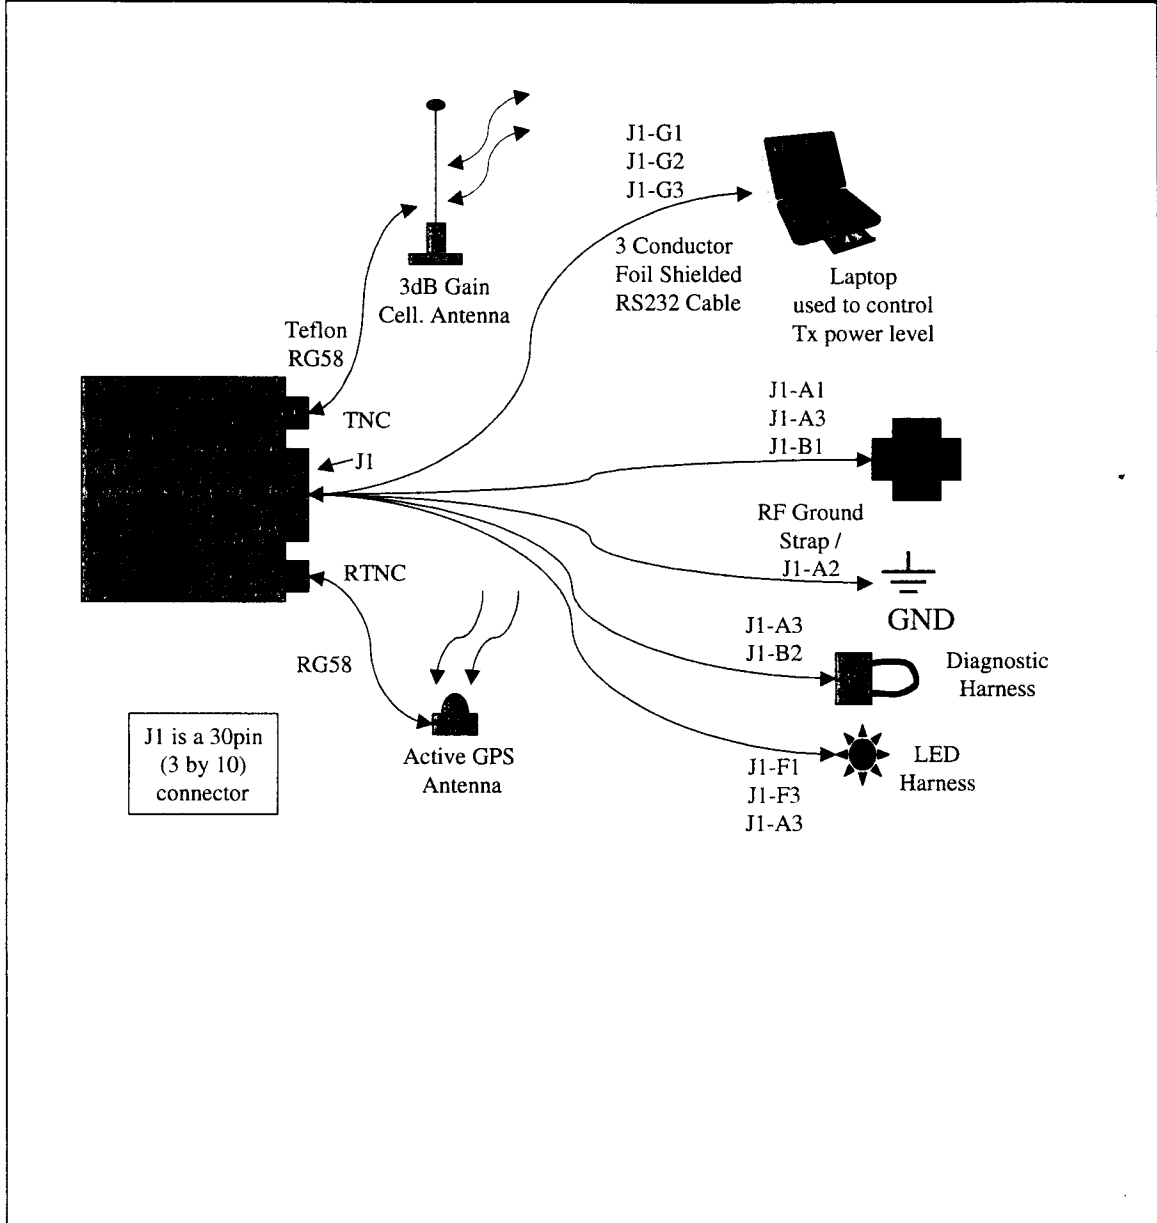 J1-G1
J1-G2
J1-G3
3 Conductor
Foil Shielded
RS232 Cable
Laptop
used to control
Tx power level
3dB Gain
Cell. Antenna
Teflon
RG58
TNC
J1
J1-A1
J1-A3
J1-B1
RF Ground
Strap /
J1-A2
GND
RTNC
RG58
J1-A3
J1-B2
Diagnostic
Harness
J1 is a 30pin
(3 by 10)
connector
Active GPS
Antenna
J1-F1
J1-F3
J1-A3
LED
Harness